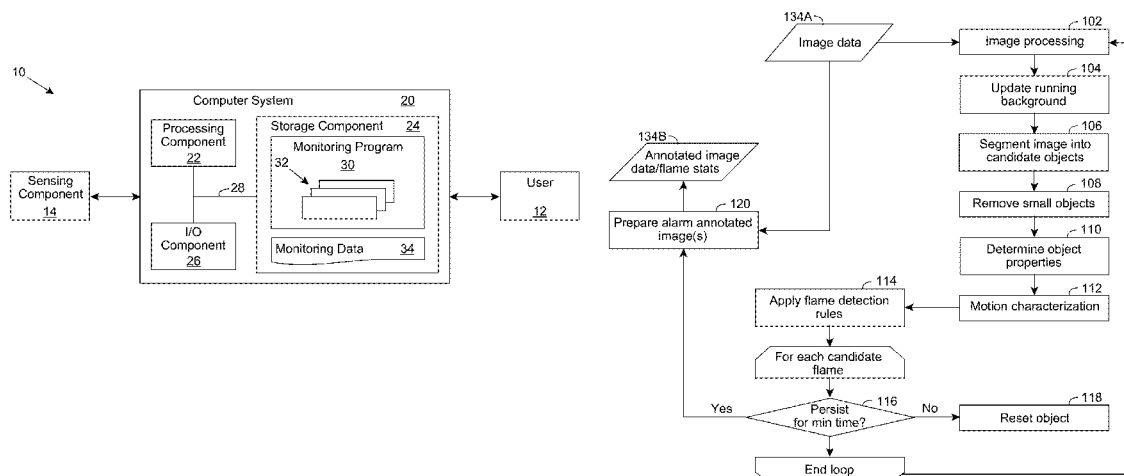 10
Computer System 20
Processing
Component
22
Storage Component 24
Monitoring Program
30
32
28
Sensing
Component
14
User
12
I/O
Component
26
Monitoring Data 34
134A
Image data
102
Image processing
104
Update running
background
106
Segment image into
candidate objects
108
Remove small objects
110
Determine object
properties
112
Motion characterization
134B
Annotated image
data/flame stats
120
Prepare alarm annotated
image(s)
114
Apply flame detection
rules
For each candidate
flame
116
Persist
for min time?
Yes
No
118
Reset object
End loop